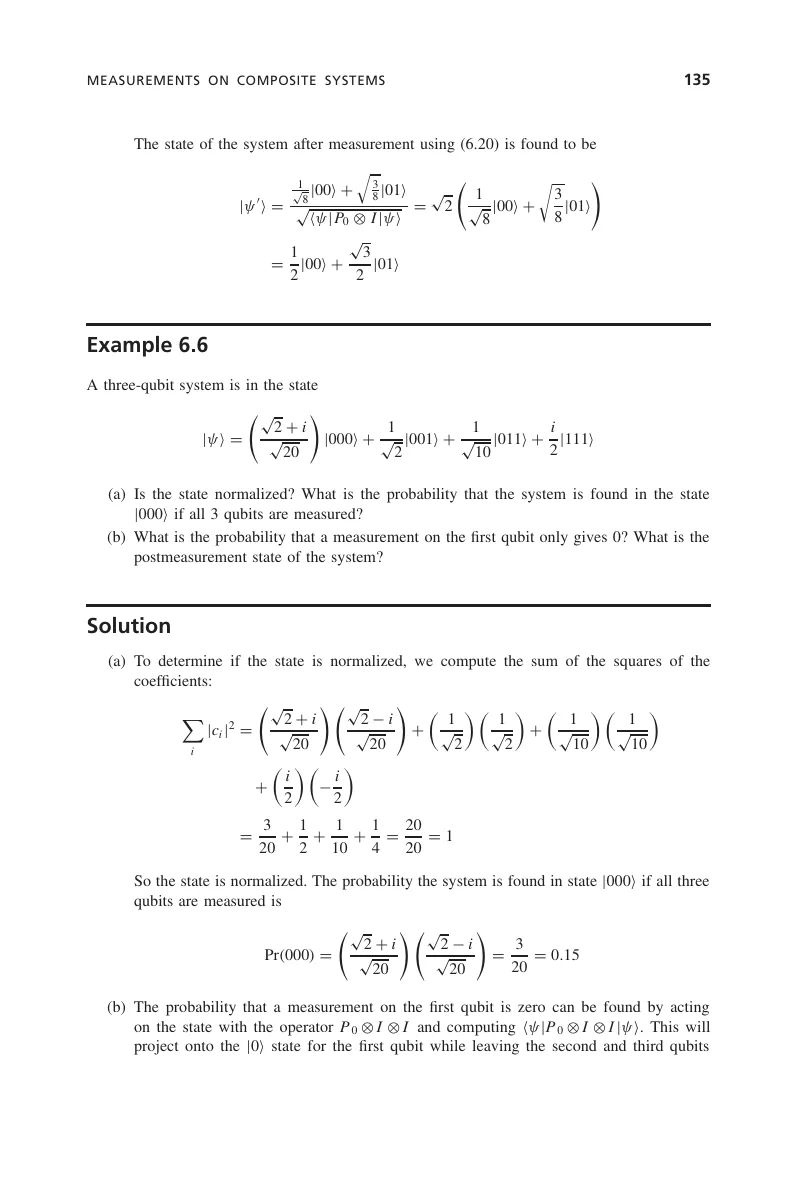 MEASUREMENTS ON COMPOSITE SYSTEMS 135
The state of the system after measurement using (6.20) is found to be
|ψ′⟩ = (1/√8 |00⟩ + √(3/8) |01⟩) / √⟨ψ|P₀ ⊗ I|ψ⟩ = √2 (1/√8 |00⟩ + √(3/8) |01⟩)
= 1/2 |00⟩ + √3/2 |01⟩
Example 6.6
A three-qubit system is in the state
|ψ⟩ = ((√2 + i)/√20) |000⟩ + 1/√2 |001⟩ + 1/√10 |011⟩ + i/2 |111⟩
(a) Is the state normalized? What is the probability that the system is found in the state
|000⟩ if all 3 qubits are measured?
(b) What is the probability that a measurement on the first qubit only gives 0? What is the
postmeasurement state of the system?
Solution
(a) To determine if the state is normalized, we compute the sum of the squares of the
coefficients:
∑ᵢ |cᵢ|² = ((√2 + i)/√20) ((√2 − i)/√20) + (1/√2) (1/√2) + (1/√10) (1/√10)
+ (i/2) (−i/2)
= 3/20 + 1/2 + 1/10 + 1/4 = 20/20 = 1
So the state is normalized. The probability the system is found in state |000⟩ if all three
qubits are measured is
Pr(000) = ((√2 + i)/√20) ((√2 − i)/√20) = 3/20 = 0.15
(b) The probability that a measurement on the first qubit is zero can be found by acting
on the state with the operator P₀ ⊗ I ⊗ I and computing ⟨ψ|P₀ ⊗ I ⊗ I|ψ⟩. This will
project onto the |0⟩ state for the first qubit while leaving the second and third qubits